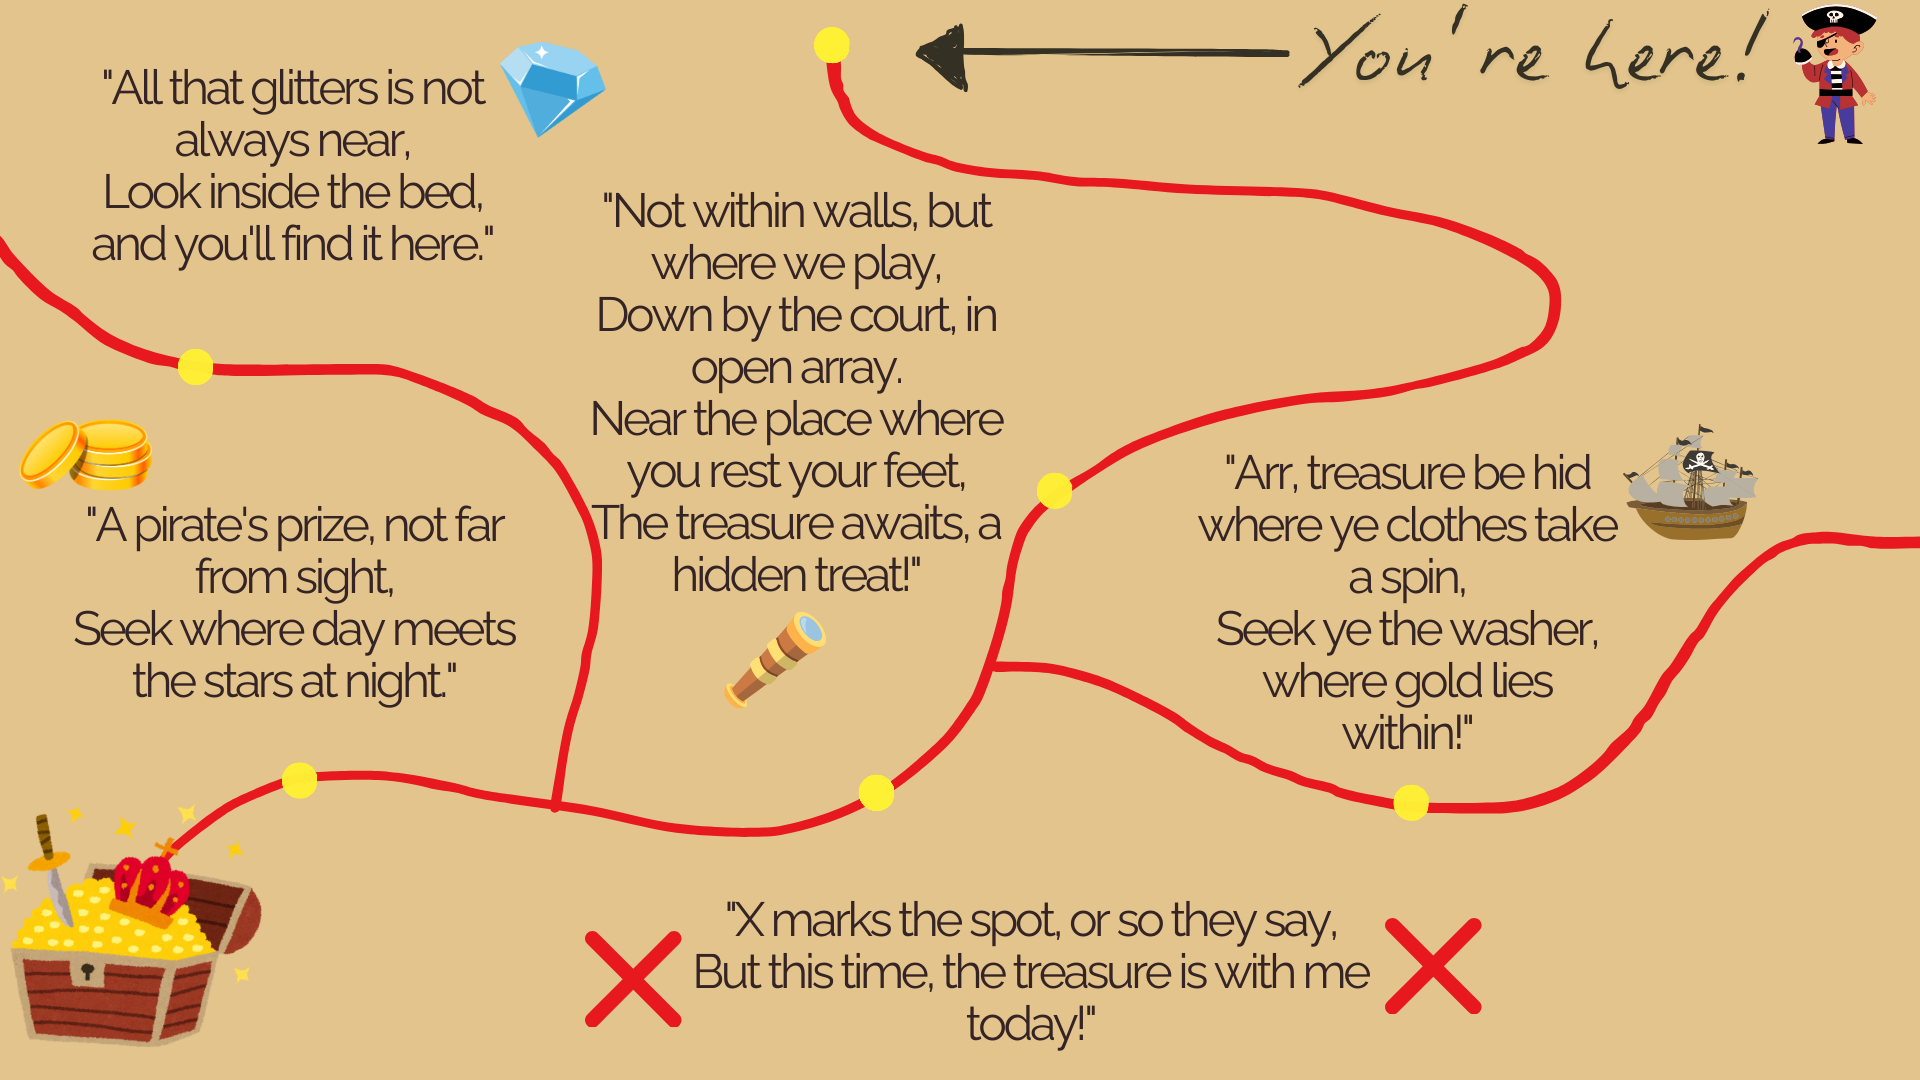 You're here!
"All that glitters is not
always near,
Look inside the bed,
and you'll find it here."
"Not within walls, but
where we play,
Down by the court, in
open array.
Near the place where
you rest your feet,
The treasure awaits, a
hidden treat!"
"Arr, treasure be hid
where ye clothes take
a spin,
Seek ye the washer,
where gold lies
within!"
"A pirate's prize, not far
from sight,
Seek where day meets
the stars at night."
"X marks the spot, or so they say,
But this time, the treasure is with me
today!"